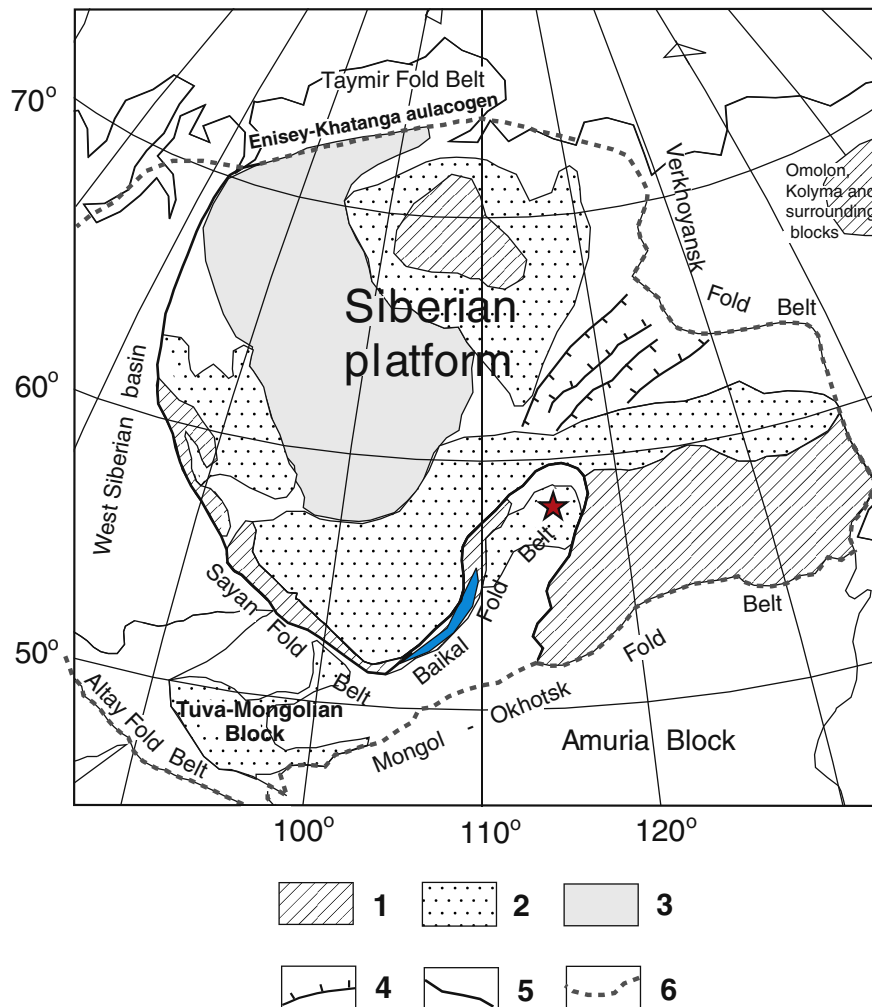 Taymir Fold Belt
70°
Enisey-Khatanga aulacogen
Verkhoyansk
Fold
Belt
Omolon,
Kolyma and
surrounding
blocks
Siberian
platform
60°
West Siberian basin
Sayan
Fold
Belt
Baikal
Fold
Belt
50°
Altay Fold Belt
Tuva-Mongolian
Block
Mongol - Okhotsk
Fold
Belt
Amuria Block
100°
110°
120°
1
2
3
4
5
6